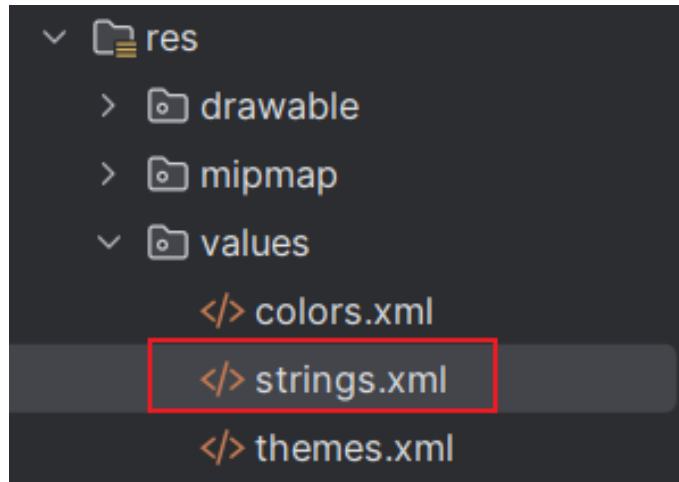 res
drawable
mipmap
values
</> colors.xml
</> strings.xml
</> themes.xml